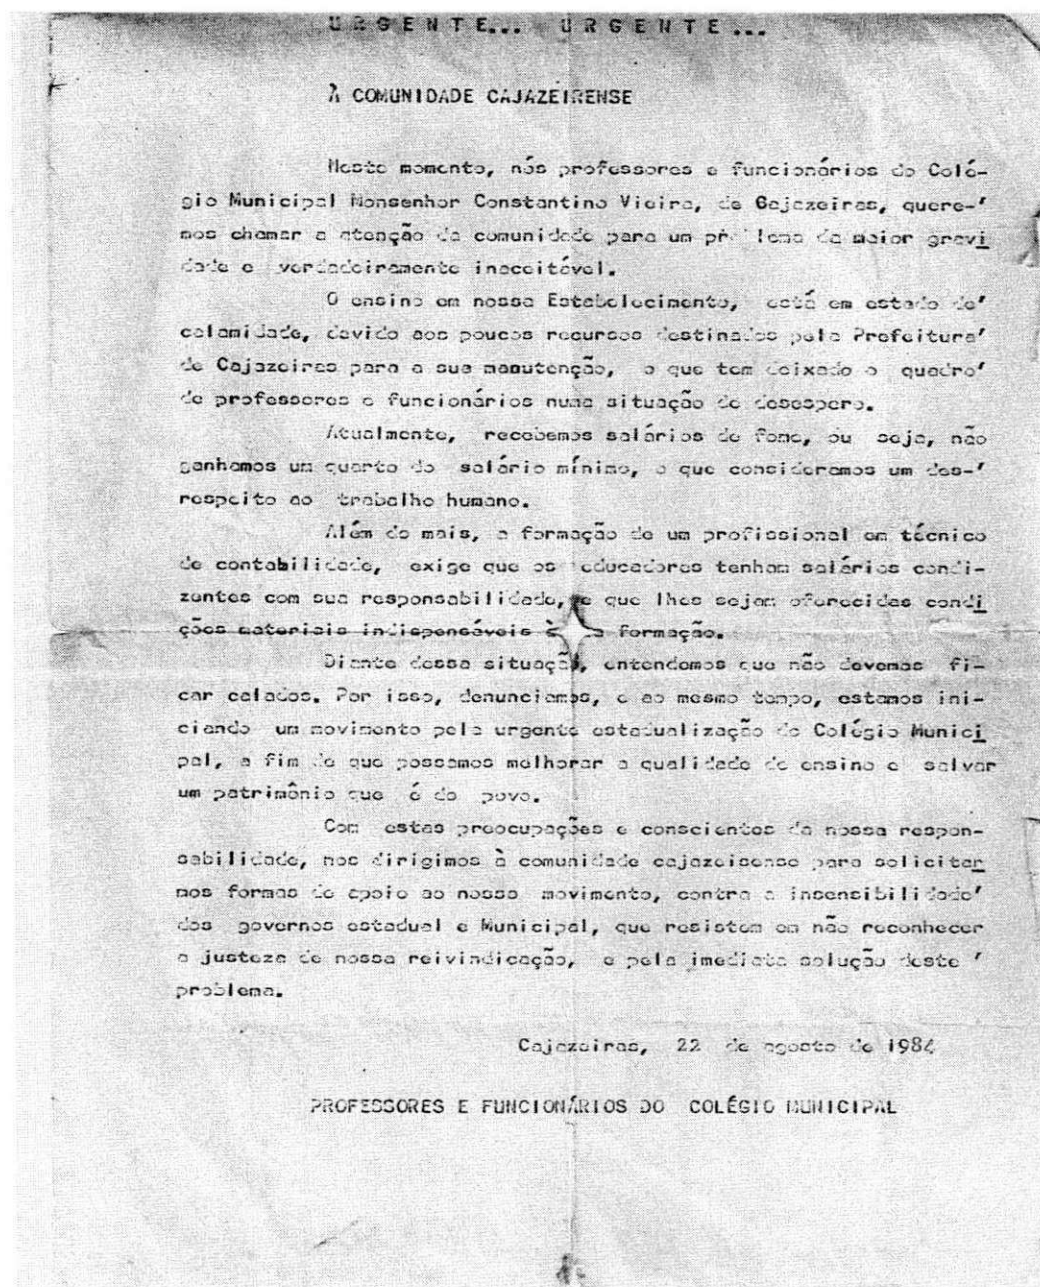 URGENTE... URGENTE...
À COMUNIDADE CAJAZEIRENSE
Neste momento, nós professores e funcionários do Colé-
gio Municipal Monsenhor Constantino Vieira, de Cajazeiras, quere-'
mos chamar a atenção da comunidade para um problema da maior gravi
dade e verdadeiramente inaceitável.
O ensino em nosso Estabelecimento, está em estado de'
calamidade, devido aos poucos recursos destinados pela Prefeitura'
de Cajazeiras para a sua manutenção, o que tem deixado o quadro'
de professores e funcionários numa situação de desespero.
Atualmente, recebemos salários de fome, ou seja, não
ganhamos um quarto do salário mínimo, o que consideramos um des-'
respeito ao trabalho humano.
Além do mais, a formação de um profissional em técnico
de contabilidade, exige que os educadores tenham salários condi-
zentes com sua responsabilidade, e que lhes sejam oferecidas condi
ções materiais indispensáveis à formação.
Diante dessa situação, entendemos que não devemos fi-
car calados. Por isso, denunciamos, e ao mesmo tempo, estamos ini-
ciando um movimento pela urgente estadualização do Colégio Munici
pal, a fim de que possamos melhorar a qualidade de ensino e salvar
um patrimônio que é do povo.
Com estas preocupações e conscientes da nossa respon-
sabilidade, nos dirigimos à comunidade cajazeisense para solicitar
mos formas de apoio ao nosso movimento, contra a insensibilidade'
dos governos estadual e Municipal, que resistem em não reconhecer
a justeza de nossa reivindicação, e pela imediata solução deste '
problema.
Cajazeiras, 22 de agosto de 1984
PROFESSORES E FUNCIONÁRIOS DO COLÉGIO MUNICIPAL